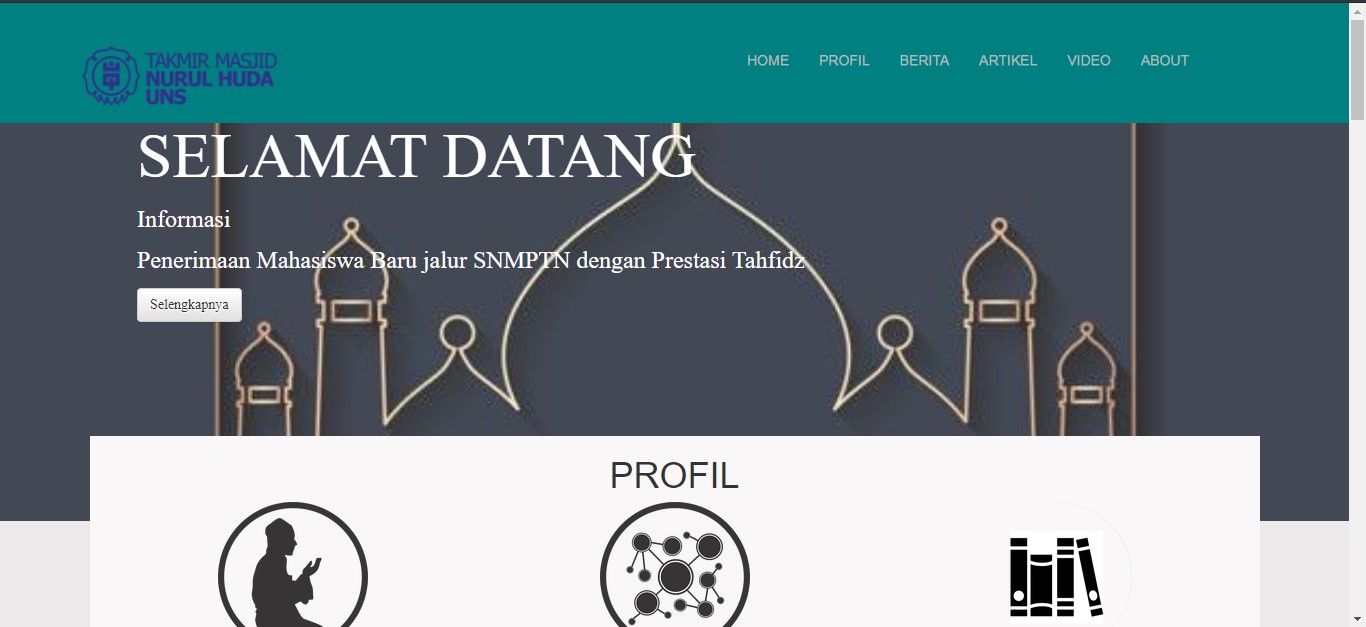 TAKMIR MASJID
NURUL HUDA
UNS
HOME PROFIL BERITA ARTIKEL VIDEO ABOUT
SELAMAT DATANG
Informasi
Penerimaan Mahasiswa Baru jalur SNMPTN dengan Prestasi Tahfidz
Selengkapnya
PROFIL